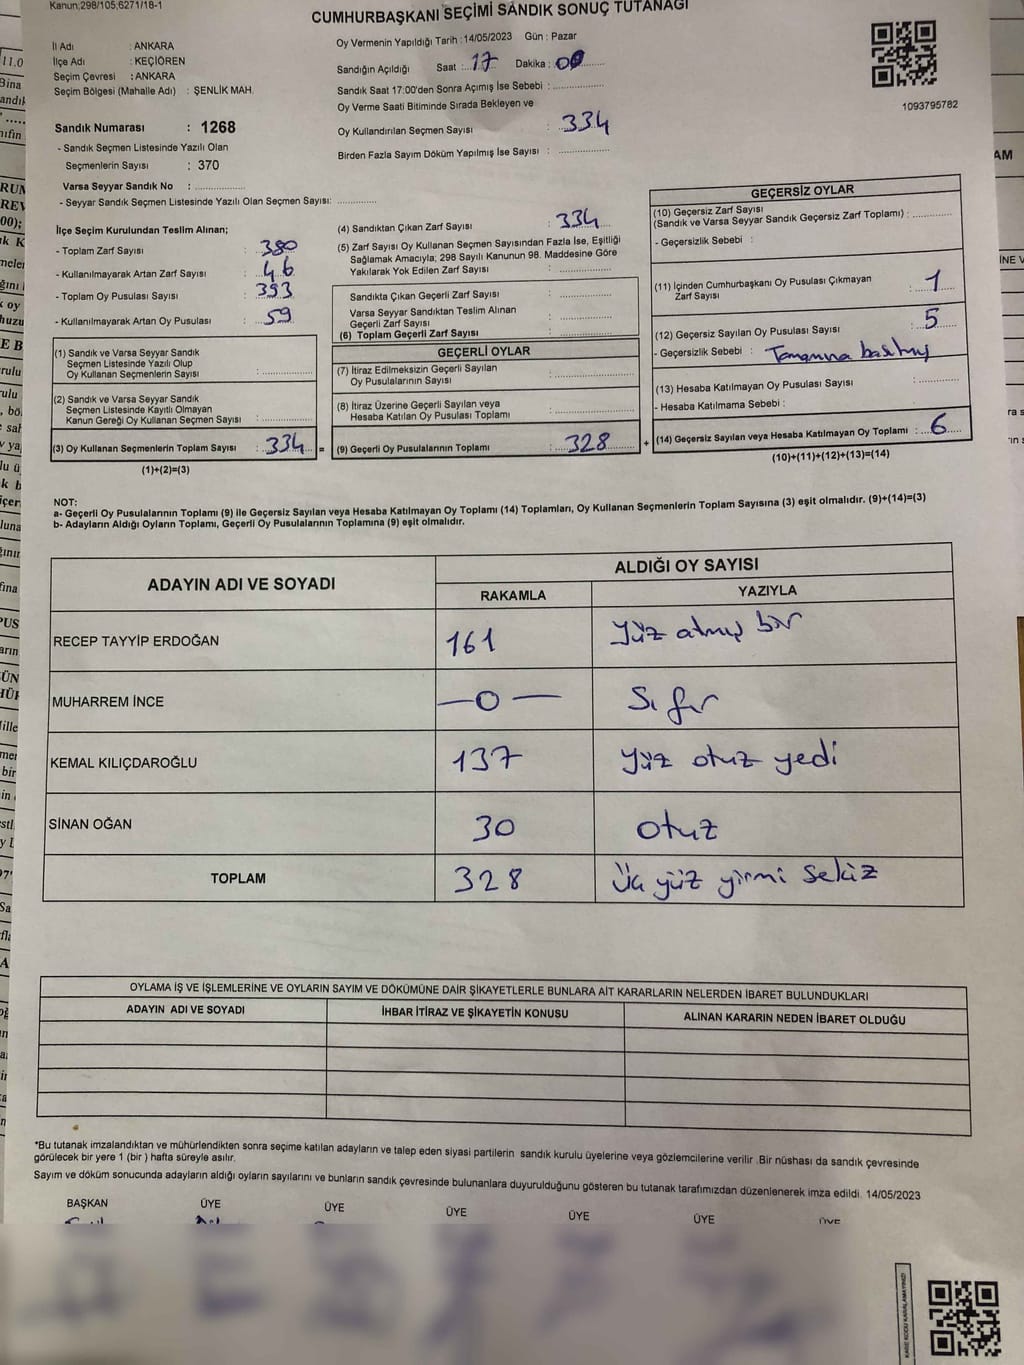 Kanun;298/105;6271/18-1
CUMHURBAŞKANI SEÇİMİ SANDIK SONUÇ TUTANAĞI
İl Adı : ANKARA
İlçe Adı : KEÇİÖREN
Seçim Çevresi : ANKARA
Seçim Bölgesi (Mahalle Adı) : ŞENLİK MAH.
Oy Vermenin Yapıldığı Tarih : 14/05/2023 Gün : Pazar
Sandığın Açıldığı Saat : 17 Dakika : 00
Sandık Saat 17:00'den Sonra Açımış İse Sebebi :
Oy Verme Saati Bitiminde Sırada Bekleyen ve
Oy Kullandırılan Seçmen Sayısı : 334
Birden Fazla Sayım Döküm Yapılmış İse Sayısı :
1093795782
Sandık Numarası : 1268
- Sandık Seçmen Listesinde Yazılı Olan
Seçmenlerin Sayısı : 370
Varsa Seyyar Sandık No :
- Seyyar Sandık Seçmen Listesinde Yazılı Olan Seçmen Sayısı:
İlçe Seçim Kurulundan Teslim Alınan;
- Toplam Zarf Sayısı : 380
- Kullanılmayarak Artan Zarf Sayısı : 46
- Toplam Oy Pusulası Sayısı : 393
- Kullanılmayarak Artan Oy Pusulası : 59
(1) Sandık ve Varsa Seyyar Sandık
Seçmen Listesinde Yazılı Olup
Oy Kullanan Seçmenlerin Sayısı :
(2) Sandık ve Varsa Seyyar Sandık
Seçmen Listesinde Kayıtlı Olmayan
Kanun Gereği Oy Kullanan Seçmen Sayısı :
(3) Oy Kullanan Seçmenlerin Toplam Sayısı : 334 =
(1)+(2)=(3)
(4) Sandıktan Çıkan Zarf Sayısı : 334
(5) Zarf Sayısı Oy Kullanan Seçmen Sayısından Fazla İse, Eşitliği
Sağlamak Amacıyla; 298 Sayılı Kanunun 98. Maddesine Göre
Yakılarak Yok Edilen Zarf Sayısı :
Sandıkta Çıkan Geçerli Zarf Sayısı :
Varsa Seyyar Sandıktan Teslim Alınan
Geçerli Zarf Sayısı :
(6) Toplam Geçerli Zarf Sayısı :
GEÇERLİ OYLAR
(7) İtiraz Edilmeksizin Geçerli Sayılan
Oy Pusulalarının Sayısı :
(8) İtiraz Üzerine Geçerli Sayılan veya
Hesaba Katılan Oy Pusulası Toplamı :
(9) Geçerli Oy Pusulalarının Toplamı : 328 +
GEÇERSİZ OYLAR
(10) Geçersiz Zarf Sayısı
(Sandık ve Varsa Seyyar Sandık Geçersiz Zarf Toplamı) :
- Geçersizlik Sebebi :
(11) İçinden Cumhurbaşkanı Oy Pusulası Çıkmayan
Zarf Sayısı : 1
(12) Geçersiz Sayılan Oy Pusulası Sayısı : 5
- Geçersizlik Sebebi : Tamamına basılmış
(13) Hesaba Katılmayan Oy Pusulası Sayısı :
- Hesaba Katılmama Sebebi :
(14) Geçersiz Sayılan veya Hesaba Katılmayan Oy Toplamı : 6
(10)+(11)+(12)+(13)=(14)
NOT:
a- Geçerli Oy Pusulalarının Toplamı (9) ile Geçersiz Sayılan veya Hesaba Katılmayan Oy Toplamı (14) Toplamları, Oy Kullanan Seçmenlerin Toplam Sayısına (3) eşit olmalıdır. (9)+(14)=(3)
b- Adayların Aldığı Oyların Toplamı, Geçerli Oy Pusulalarının Toplamına (9) eşit olmalıdır.
ADAYIN ADI VE SOYADI
ALDIĞI OY SAYISI
RAKAMLA YAZIYLA
RECEP TAYYİP ERDOĞAN 161 Yüz atmış bir
MUHARREM İNCE —0— Sıfır
KEMAL KILIÇDAROĞLU 137 Yüz otuz yedi
SİNAN OĞAN 30 otuz
TOPLAM 328 Üç yüz yirmi sekiz
OYLAMA İŞ VE İŞLEMLERİNE VE OYLARIN SAYIM VE DÖKÜMÜNE DAİR ŞİKAYETLERLE BUNLARA AİT KARARLARIN NELERDEN İBARET BULUNDUKLARI
ADAYIN ADI VE SOYADI İHBAR İTİRAZ VE ŞİKAYETİN KONUSU ALINAN KARARIN NEDEN İBARET OLDUĞU
*Bu tutanak imzalandıktan ve mühürlendikten sonra seçime katılan adayların ve talep eden siyasi partilerin sandık kurulu üyelerine veya gözlemcilerine verilir .Bir nüshası da sandık çevresinde
görülecek bir yere 1 (bir ) hafta süreyle asılır.
Sayım ve döküm sonucunda adayların aldığı oyların sayılarını ve bunların sandık çevresinde bulunanlara duyurulduğunu gösteren bu tutanak tarafımızdan düzenlenerek imza edildi. 14/05/2023
BAŞKAN ÜYE ÜYE ÜYE ÜYE ÜYE ÜYE
KARE KODU KARALAMAYINIZ!